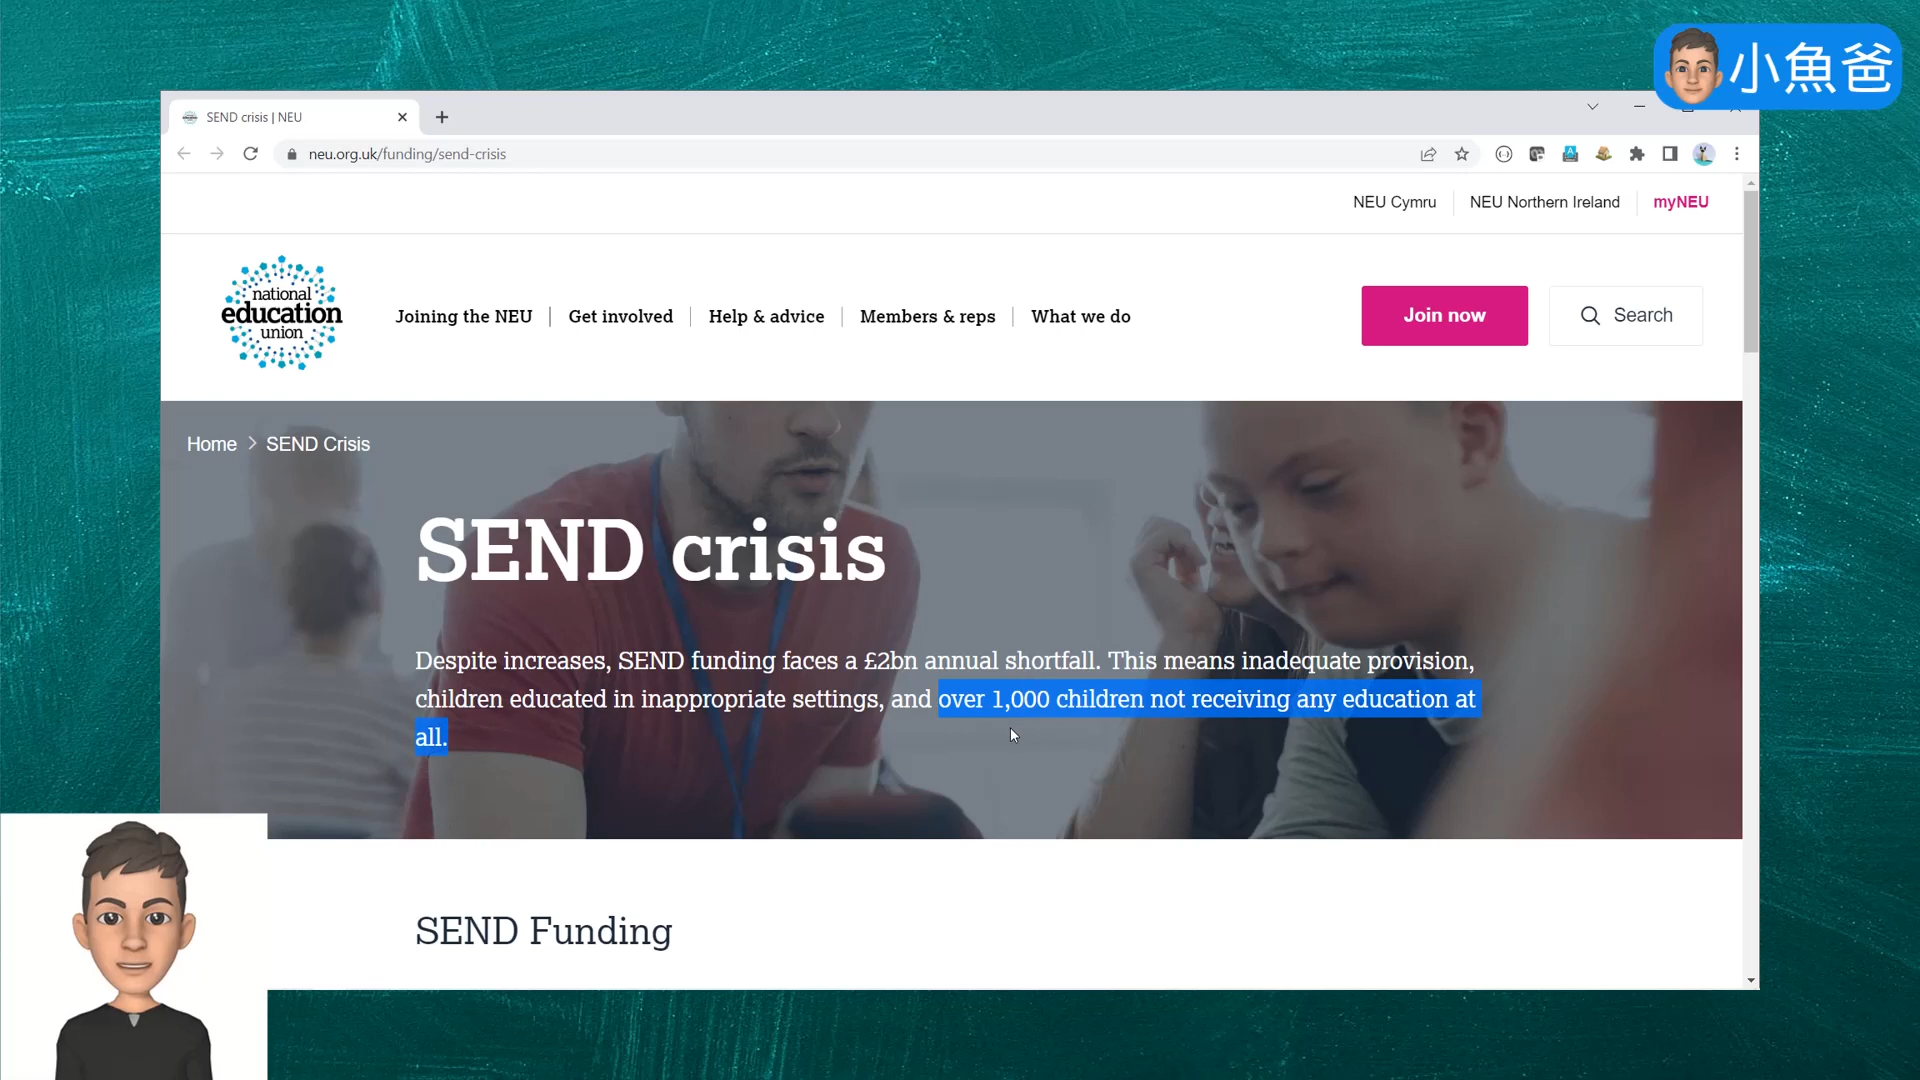 小魚爸
SEND crisis | NEU
neu.org.uk/funding/send-crisis
NEU Cymru
NEU Northern Ireland
myNEU
national
education
union
Joining the NEU
Get involved
Help & advice
Members & reps
What we do
Join now
Search
Home > SEND Crisis
SEND crisis
Despite increases, SEND funding faces a £2bn annual shortfall. This means inadequate provision,
children educated in inappropriate settings, and over 1,000 children not receiving any education at
all.
SEND Funding